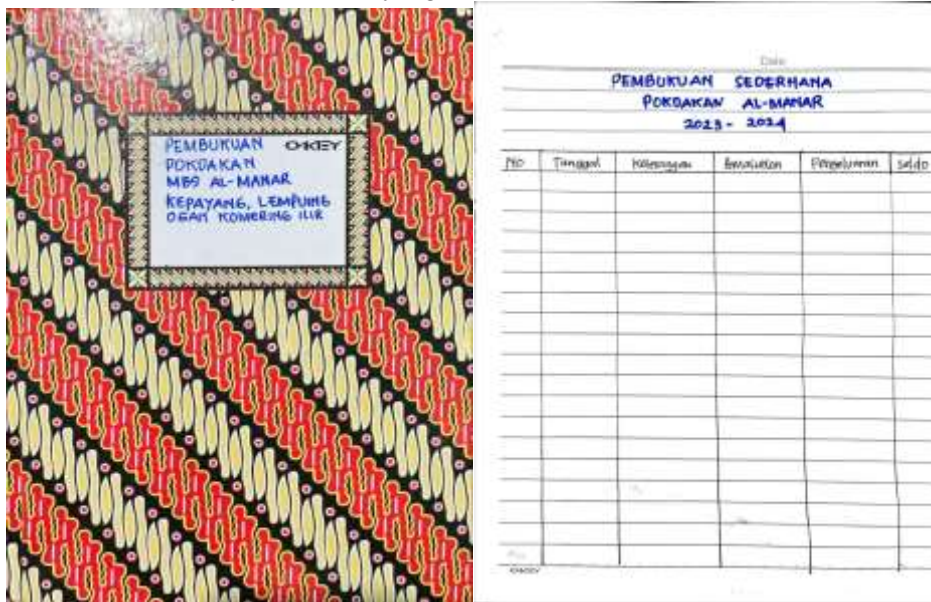 PEMBUKUAN
POKDAKAN
MBS AL-MANAR
KEPAYANG, LEMPUING
OGAN KOMERING ILIR
OKEY
Date
PEMBUKUAN SEDERHANA
POKDAKAN AL-MANAR
2023 - 2024
No Tanggal Keterangan Pemasukan Pengeluaran Saldo
OKEY